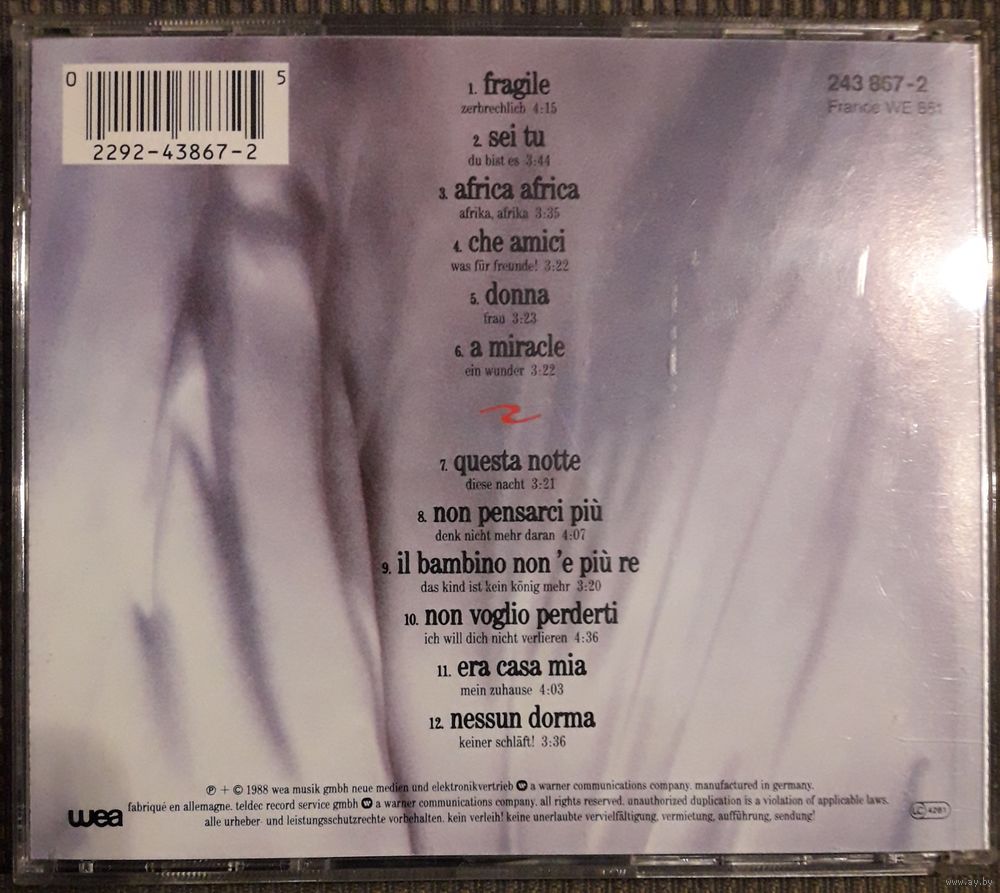 0 5
2292-43867-2
243 867-2
France WE 851
1. fragile
zerbrechlich 4:15
2. sei tu
du bist es 3:44
3. africa africa
afrika, afrika 3:35
4. che amici
was für freunde! 3:22
5. donna
frau 3:23
6. a miracle
ein wunder 3:22
7. questa notte
diese nacht 3:21
8. non pensarci più
denk nicht mehr daran 4:07
9. il bambino non 'e più re
das kind ist kein könig mehr 3:20
10. non voglio perderti
ich will dich nicht verlieren 4:36
11. era casa mia
mein zuhause 4:03
12. nessun dorma
keiner schläft! 3:36
℗ + © 1988 wea musik gmbh neue medien und elektronikvertrieb a warner communications company. manufactured in germany.
fabriqué en allemagne. teldec record service gmbh a warner communications company. all rights reserved. unauthorized duplication is a violation of applicable laws.
alle urheber- und leistungsschutzrechte vorbehalten. kein verleih! keine unerlaubte vervielfältigung, vermietung, aufführung, sendung!
wea
LC 4281
www.ay.by